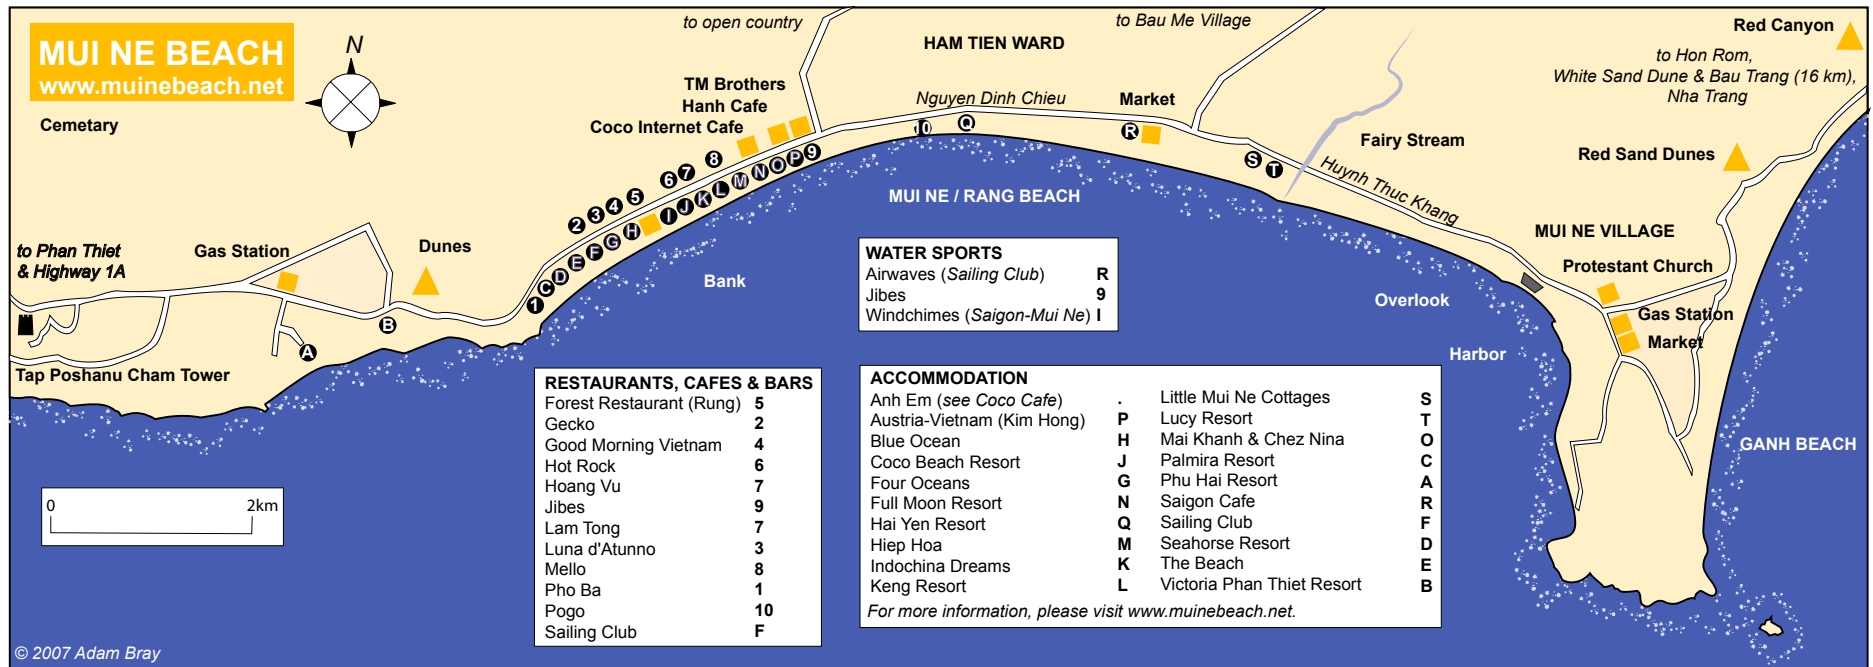 MUI NE BEACH
www.muinebeach.net
N
Cemetary
to open country
to Bau Me Village
HAM TIEN WARD
Red Canyon
to Hon Rom,
White Sand Dune & Bau Trang (16 km),
Nha Trang
TM Brothers
Hanh Cafe
Coco Internet Cafe
Nguyen Dinh Chieu
Market
Fairy Stream
Red Sand Dunes
Huynh Thuc Khang
MUI NE / RANG BEACH
MUI NE VILLAGE
Protestant Church
Gas Station
Market
to Phan Thiet
& Highway 1A
Gas Station
Dunes
Bank
Overlook
Harbor
GANH BEACH
Tap Poshanu Cham Tower
A
B
1
C
D
E
F
G
H
I
J
K
L
M
N
O
P
9
2
3
4
5
6
7
8
10
Q
R
S
T
WATER SPORTS
Airwaves (Sailing Club) R
Jibes 9
Windchimes (Saigon-Mui Ne) I
RESTAURANTS, CAFES & BARS
Forest Restaurant (Rung) 5
Gecko 2
Good Morning Vietnam 4
Hot Rock 6
Hoang Vu 7
Jibes 9
Lam Tong 7
Luna d'Atunno 3
Mello 8
Pho Ba 1
Pogo 10
Sailing Club F
ACCOMMODATION
Anh Em (see Coco Cafe) .
Austria-Vietnam (Kim Hong) P
Blue Ocean H
Coco Beach Resort J
Four Oceans G
Full Moon Resort N
Hai Yen Resort Q
Hiep Hoa M
Indochina Dreams K
Keng Resort L
Little Mui Ne Cottages S
Lucy Resort T
Mai Khanh & Chez Nina O
Palmira Resort C
Phu Hai Resort A
Saigon Cafe R
Sailing Club F
Seahorse Resort D
The Beach E
Victoria Phan Thiet Resort B
For more information, please visit www.muinebeach.net.
0 2km
© 2007 Adam Bray